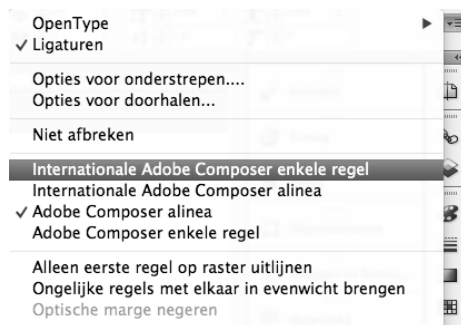 OpenType
Ligaturen
Opties voor onderstrepen....
Opties voor doorhalen...
Niet afbreken
Internationale Adobe Composer enkele regel
Internationale Adobe Composer alinea
Adobe Composer alinea
Adobe Composer enkele regel
Alleen eerste regel op raster uitlijnen
Ongelijke regels met elkaar in evenwicht brengen
Optische marge negeren